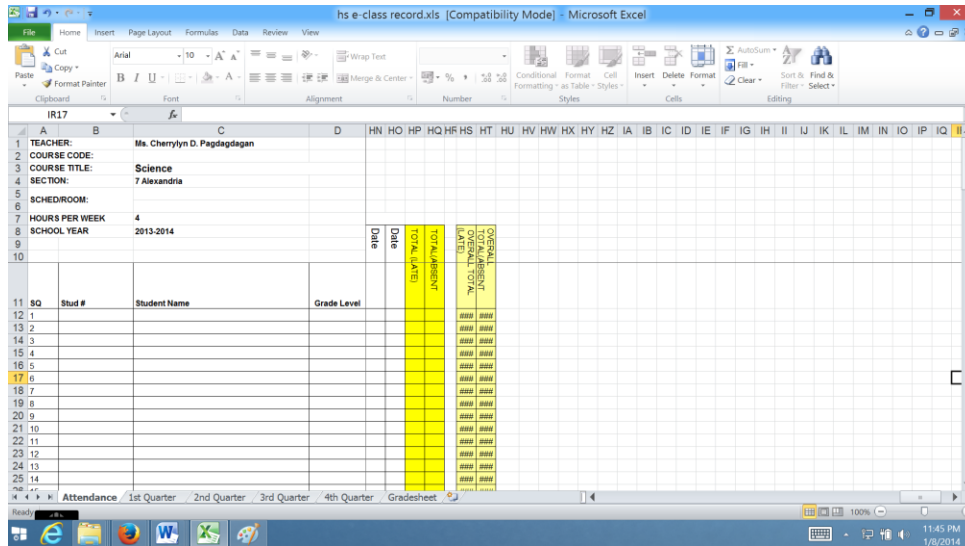 hs e-class record.xls [Compatibility Mode] - Microsoft Excel
File Home Insert Page Layout Formulas Data Review View
Paste
Cut
Copy
Format Painter
Clipboard
Arial 10
B I U
Font
Wrap Text
Merge & Center
Alignment
% ,
Number
Conditional Formatting
Format as Table
Cell Styles
Styles
Insert Delete Format
Cells
Σ AutoSum
Fill
Clear
Sort & Filter
Find & Select
Editing
IR17 fx
A B C D HN HO HP HQ HR HS HT HU HV HW HX HY HZ IA IB IC ID IE IF IG IH II IJ IK IL IM IN IO IP IQ
1 TEACHER: Ms. Cherrylyn D. Pagdagdagan
2 COURSE CODE:
3 COURSE TITLE: Science
4 SECTION: 7 Alexandria
5
6 SCHED/ROOM:
7 HOURS PER WEEK 4
8 SCHOOL YEAR 2013-2014
9
10
Date
Date
TOTAL (LATE)
TOTAL(ABSENT
OVERALL TOTAL (LATE)
OVERALL TOTAL(ABSENT
11 SQ Stud # Student Name Grade Level
12 1 ### ###
13 2 ### ###
14 3 ### ###
15 4 ### ###
16 5 ### ###
17 6 ### ###
18 7 ### ###
19 8 ### ###
20 9 ### ###
21 10 ### ###
22 11 ### ###
23 12 ### ###
24 13 ### ###
25 14 ### ###
Attendance 1st Quarter 2nd Quarter 3rd Quarter 4th Quarter Gradesheet
Ready 100%
11:45 PM
1/8/2014